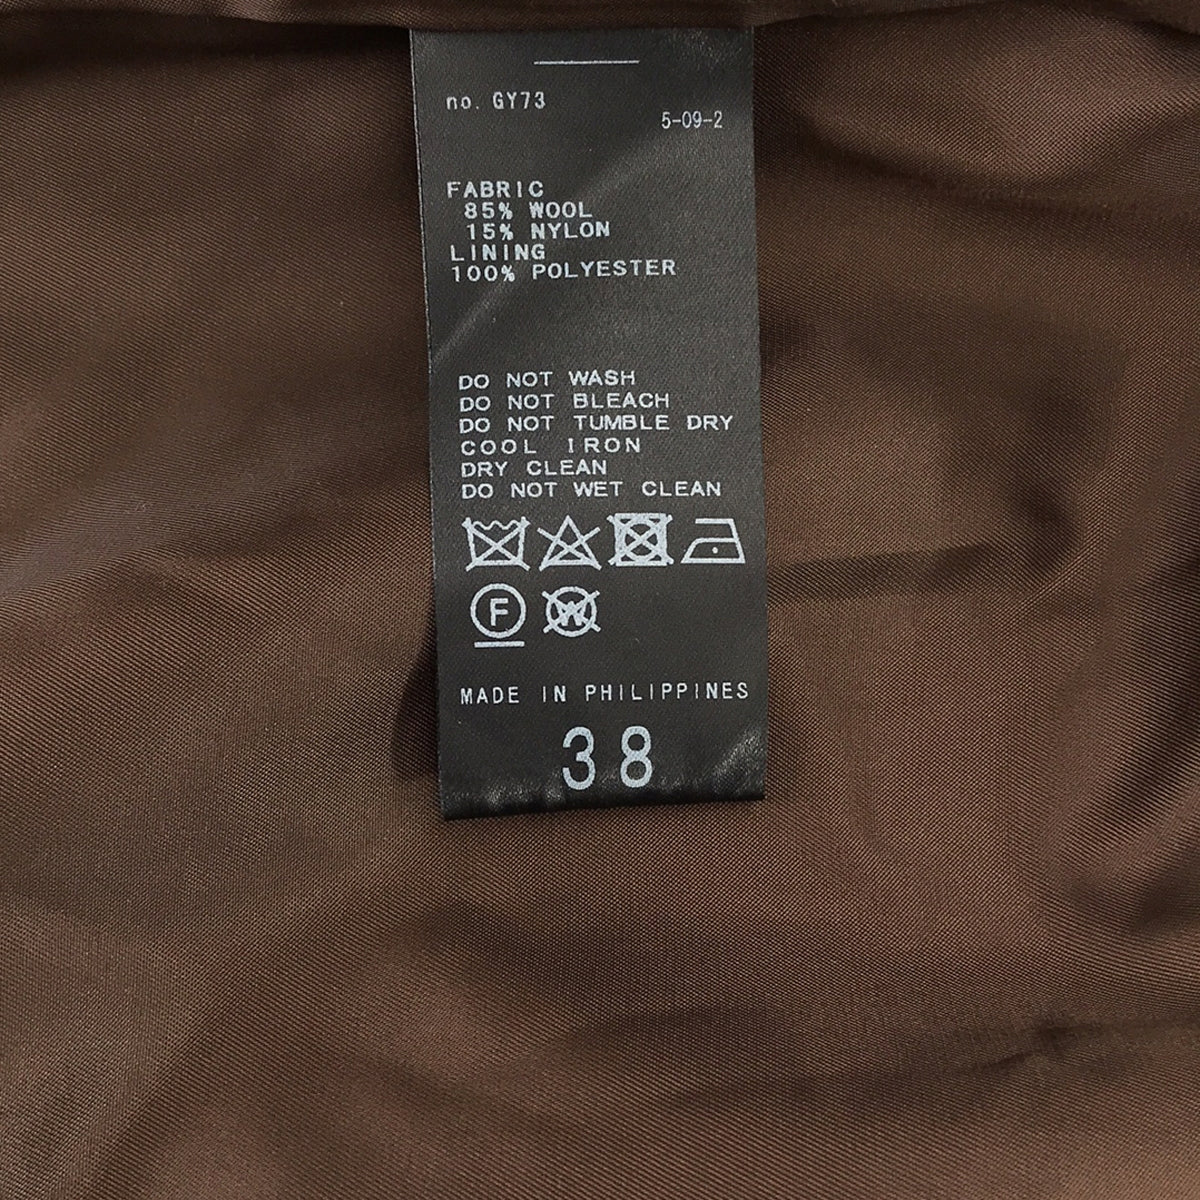 no. GY73
5-09-2
FABRIC
85% WOOL
15% NYLON
LINING
100% POLYESTER
DO NOT WASH
DO NOT BLEACH
DO NOT TUMBLE DRY
COOL IRON
DRY CLEAN
DO NOT WET CLEAN
F W
MADE IN PHILIPPINES
38